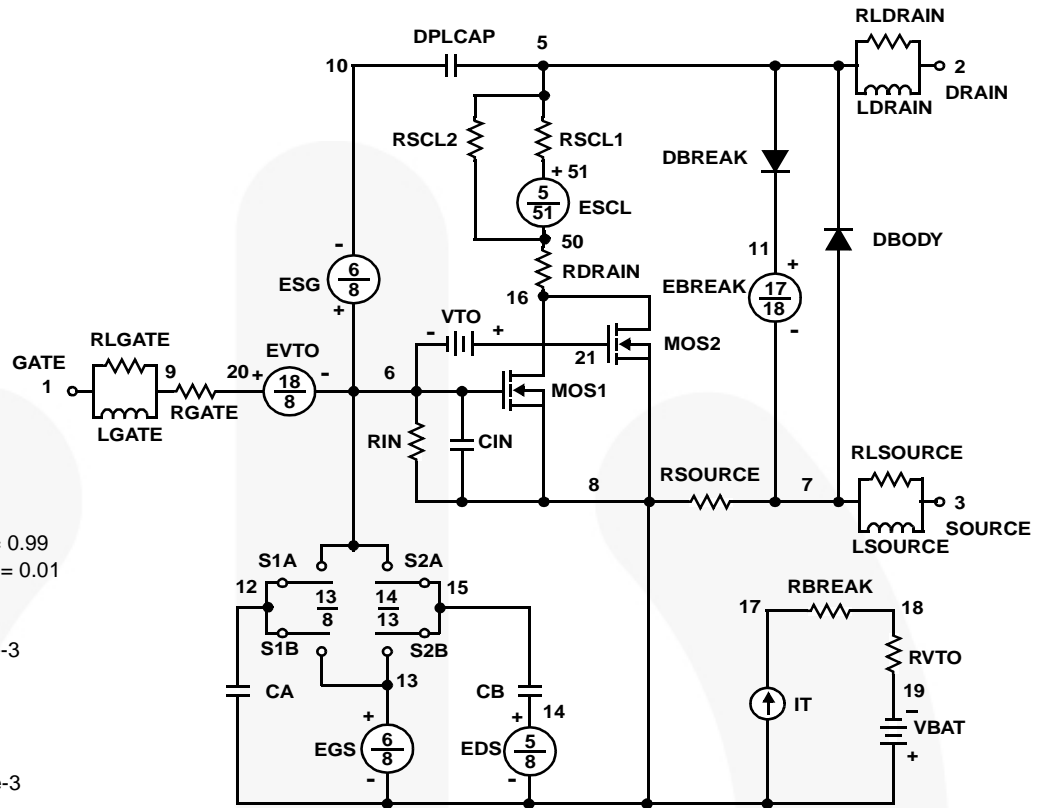 RLDRAIN
DPLCAP
5
10
2
DRAIN
LDRAIN
RSCL2
RSCL1
DBREAK
+ 51
5
51
ESCL
50
DBODY
-
11
+
ESG
6
8
RDRAIN
EBREAK
17
18
+
16
-
VTO
-
+
MOS2
RLGATE
EVTO
21
GATE
9
20
+
18
8
-
6
1
MOS1
RGATE
LGATE
RIN
CIN
RSOURCE
RLSOURCE
8
7
3
SOURCE
LSOURCE
= 0.99
= 0.01
S1A
S2A
12
15
13
8
14
13
RBREAK
17
18
-3
S1B
S2B
RVTO
13
CA
CB
19
+
+
14
IT
-
VBAT
EGS
6
8
EDS
5
8
+
-
-
e-3